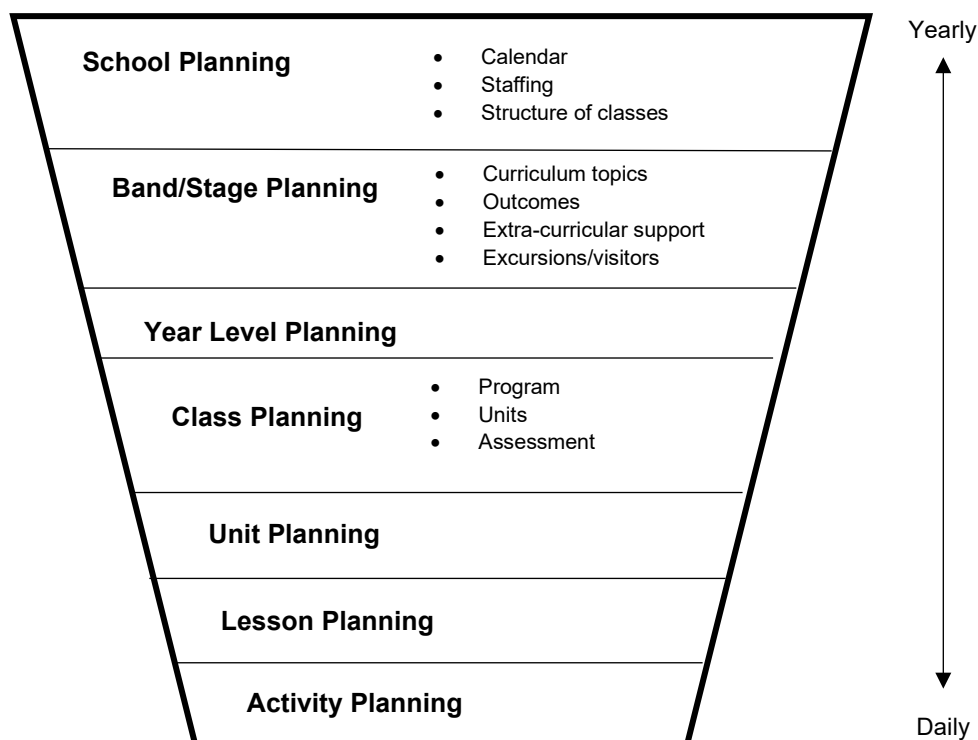 Yearly
School Planning
• Calendar
• Staffing
• Structure of classes
Band/Stage Planning
• Curriculum topics
• Outcomes
• Extra-curricular support
• Excursions/visitors
Year Level Planning
Class Planning
• Program
• Units
• Assessment
Unit Planning
Lesson Planning
Activity Planning
Daily